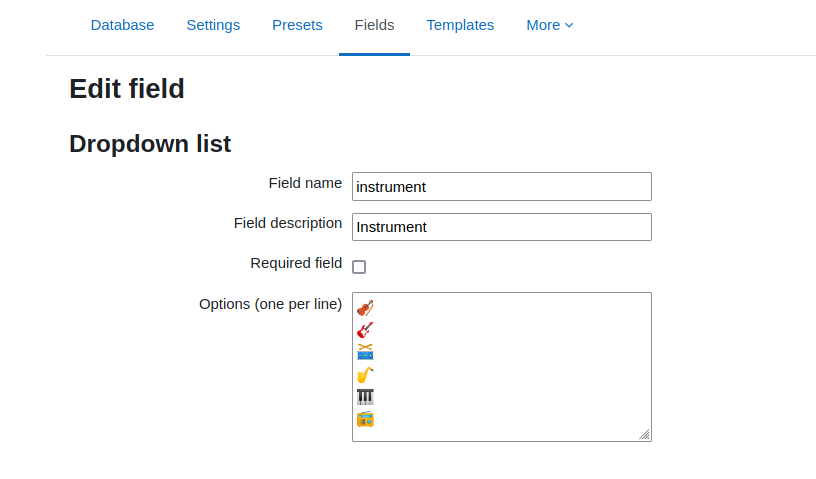 Database Settings Presets Fields Templates More
Edit field
Dropdown list
Field name instrument
Field description Instrument
Required field
Options (one per line)
🎻
🎸
🥁
🎷
🎹
📻